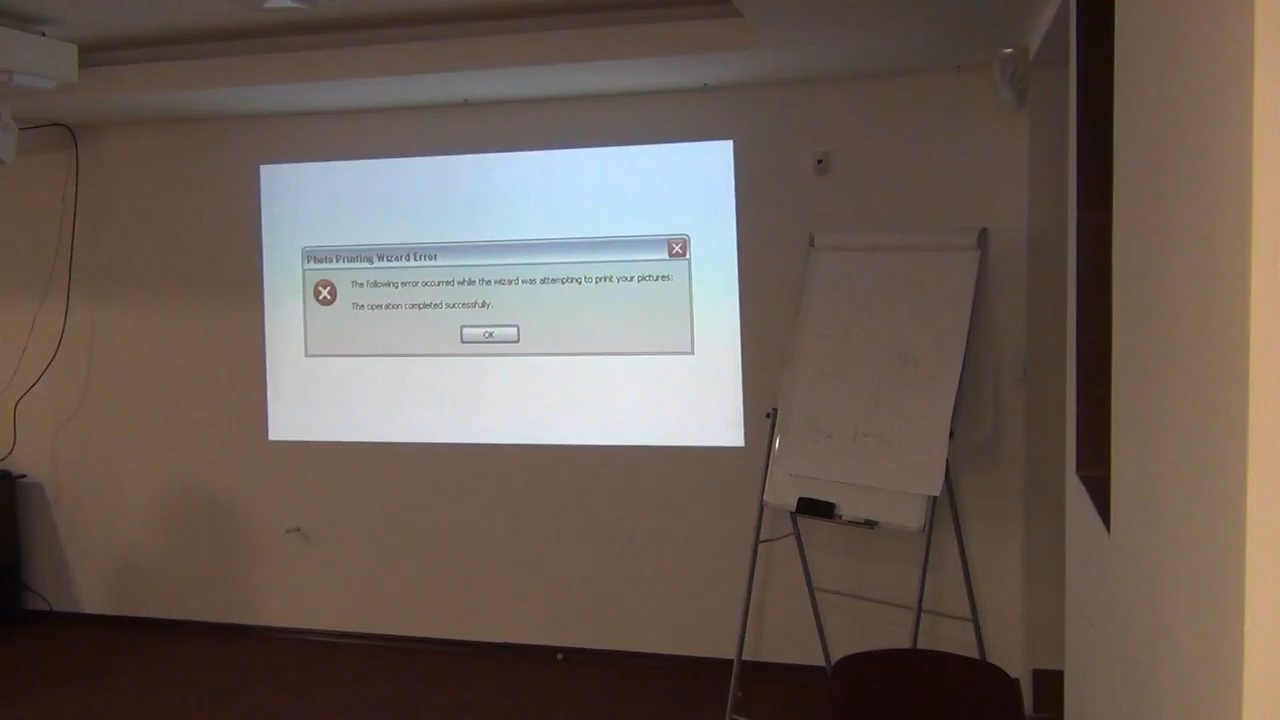 Photo Printing Wizard Error
The following error occurred while the wizard was attempting to print your pictures:
The operation completed successfully.
OK